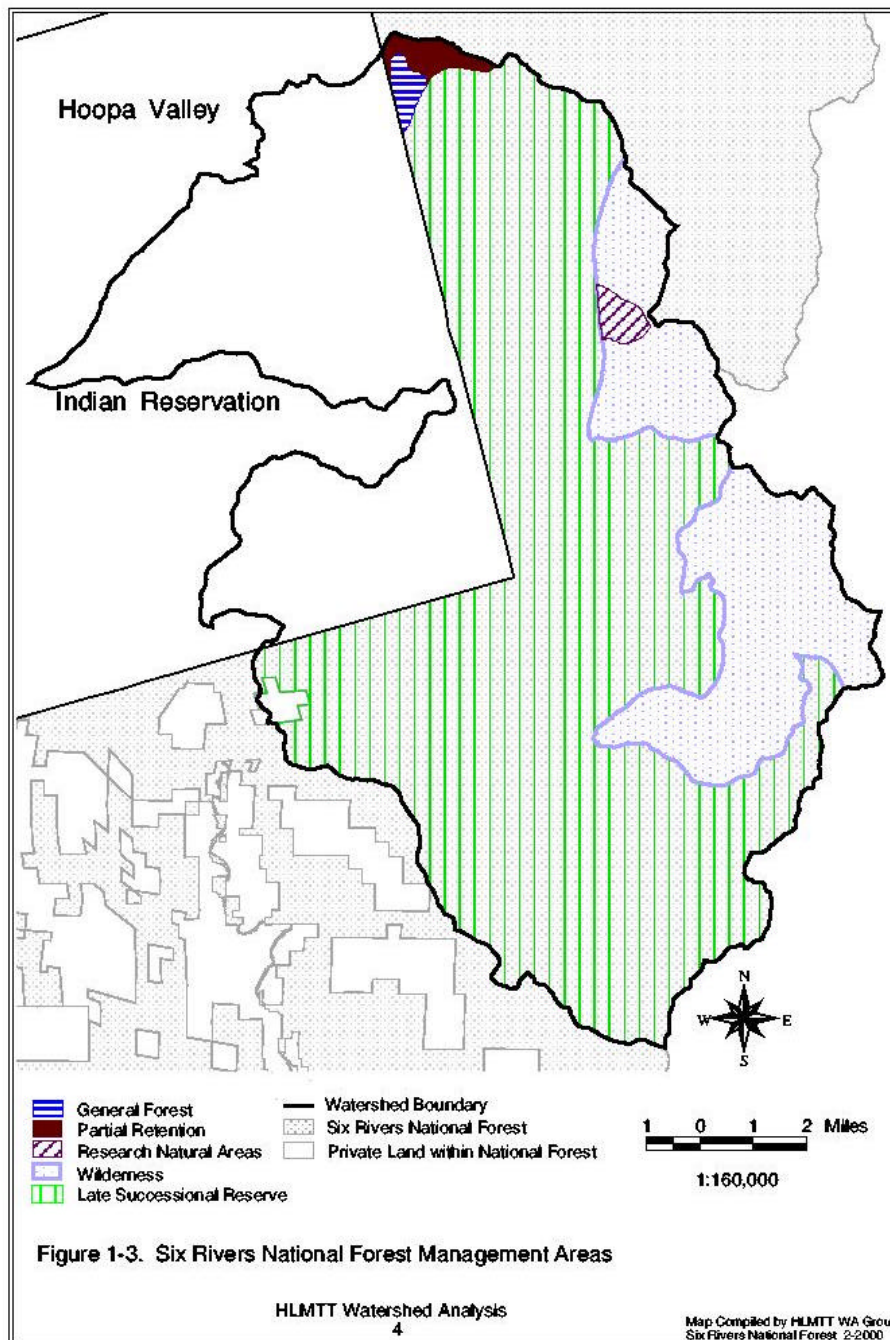 Hoopa Valley
Indian Reservation
N
W E
S
General Forest
Partial Retention
Research Natural Areas
Wilderness
Late Successional Reserve
Watershed Boundary
Six Rivers National Forest
Private Land within National Forest
1 0 1 2 Miles
1:160,000
Figure 1-3. Six Rivers National Forest Management Areas
HLMTT Watershed Analysis
4
Map Compiled by HLMTT WA Grou
Six Rivers National Forest 2-2000